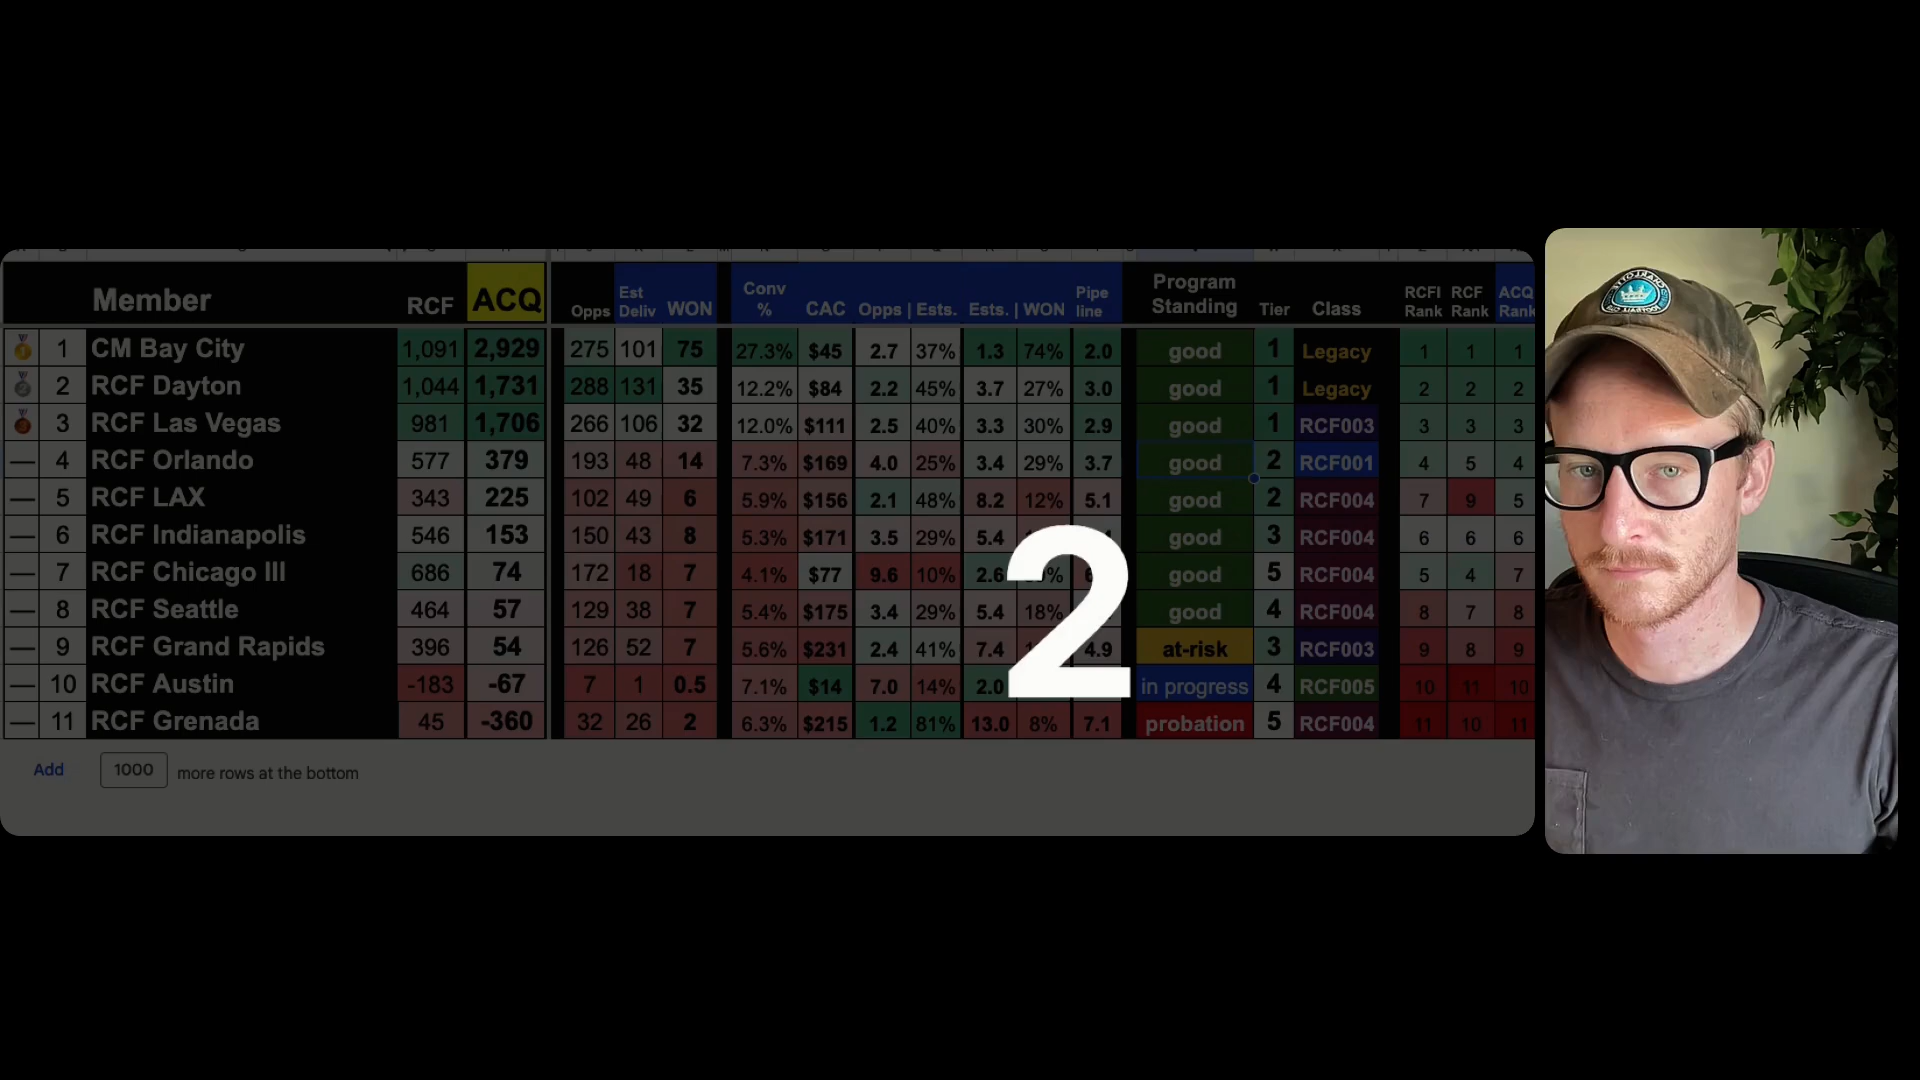 Member RCF ACQ Opps Est Deliv WON Conv % CAC Opps | Ests. Ests. | WON Pipe line Program Standing Tier Class RCFI Rank RCF Rank ACQ Rank
1 CM Bay City 1,091 2,929 275 101 75 27.3% $45 2.7 37% 1.3 74% 2.0 good 1 Legacy 1 1 1
2 RCF Dayton 1,044 1,731 288 131 35 12.2% $84 2.2 45% 3.7 27% 3.0 good 1 Legacy 2 2 2
3 RCF Las Vegas 981 1,706 266 106 32 12.0% $111 2.5 40% 3.3 30% 2.9 good 1 RCF003 3 3 3
4 RCF Orlando 577 379 193 48 14 7.3% $169 4.0 25% 3.4 29% 3.7 good 2 RCF001 4 5 4
5 RCF LAX 343 225 102 49 6 5.9% $156 2.1 48% 8.2 12% 5.1 good 2 RCF004 7 9 5
6 RCF Indianapolis 546 153 150 43 8 5.3% $171 3.5 29% 5.4 good 3 RCF004 6 6 6
7 RCF Chicago III 686 74 172 18 7 4.1% $77 9.6 10% 2.6 good 5 RCF004 5 4 7
8 RCF Seattle 464 57 129 38 7 5.4% $175 3.4 29% 5.4 18% good 4 RCF004 8 7 8
9 RCF Grand Rapids 396 54 126 52 7 5.6% $231 2.4 41% 7.4 4.9 at-risk 3 RCF003 9 8 9
10 RCF Austin -183 -67 7 1 0.5 7.1% $14 7.0 14% 2.0 in progress 4 RCF005 10 11 10
11 RCF Grenada 45 -360 32 26 2 6.3% $215 1.2 81% 13.0 8% 7.1 probation 5 RCF004 11 10 11
2
Add 1000 more rows at the bottom